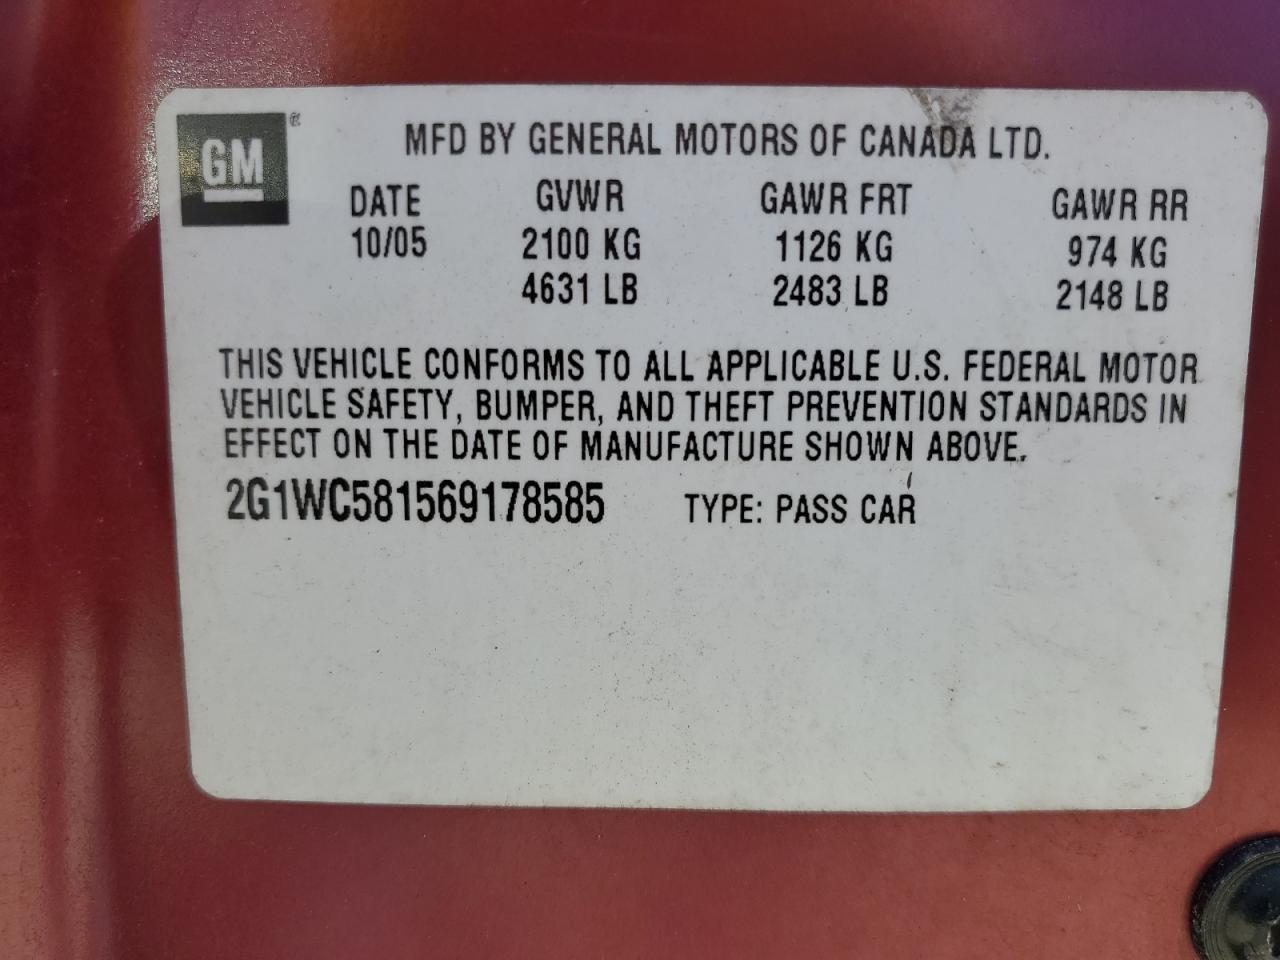 GM®
MFD BY GENERAL MOTORS OF CANADA LTD.
DATE GVWR GAWR FRT GAWR RR
10/05 2100 KG 1126 KG 974 KG
4631 LB 2483 LB 2148 LB
THIS VEHICLE CONFORMS TO ALL APPLICABLE U.S. FEDERAL MOTOR
VEHICLE SAFETY, BUMPER, AND THEFT PREVENTION STANDARDS IN
EFFECT ON THE DATE OF MANUFACTURE SHOWN ABOVE.
2G1WC581569178585 TYPE: PASS CAR